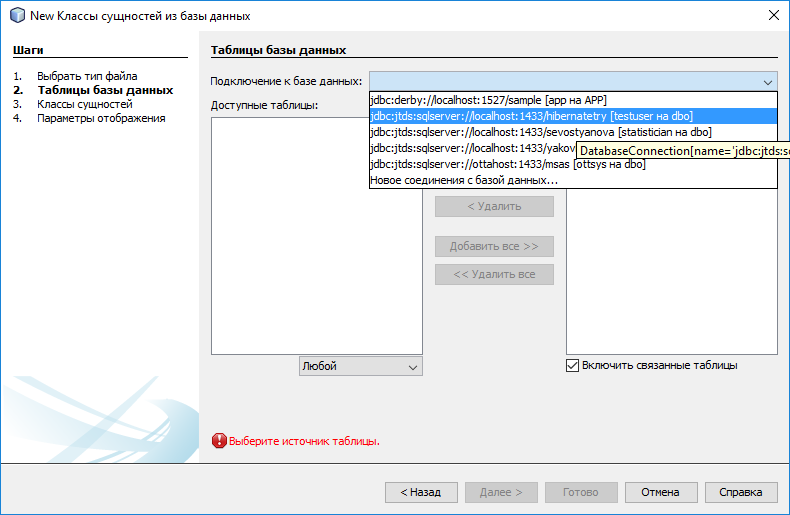 New Классы сущностей из базы данных
Шаги
1. Выбрать тип файла
2. Таблицы базы данных
3. Классы сущностей
4. Параметры отображения
Таблицы базы данных
Подключение к базе данных:
jdbc:derby://localhost:1527/sample [app на APP]
jdbc:jtds:sqlserver://localhost:1433/hibernatetry [testuser на dbo]
jdbc:jtds:sqlserver://localhost:1433/sevostyanova [statistician на dbo]
jdbc:jtds:sqlserver://localhost:1433/yakov
DatabaseConnection[name='jdbc:jtds:sq
jdbc:jtds:sqlserver://ottahost:1433/msas [ottsys на dbo]
Новое соединения с базой данных...
Доступные таблицы:
< Удалить
Добавить все >>
<< Удалить все
Любой
Включить связанные таблицы
Выберите источник таблицы.
< Назад
Далее >
Готово
Отмена
Справка